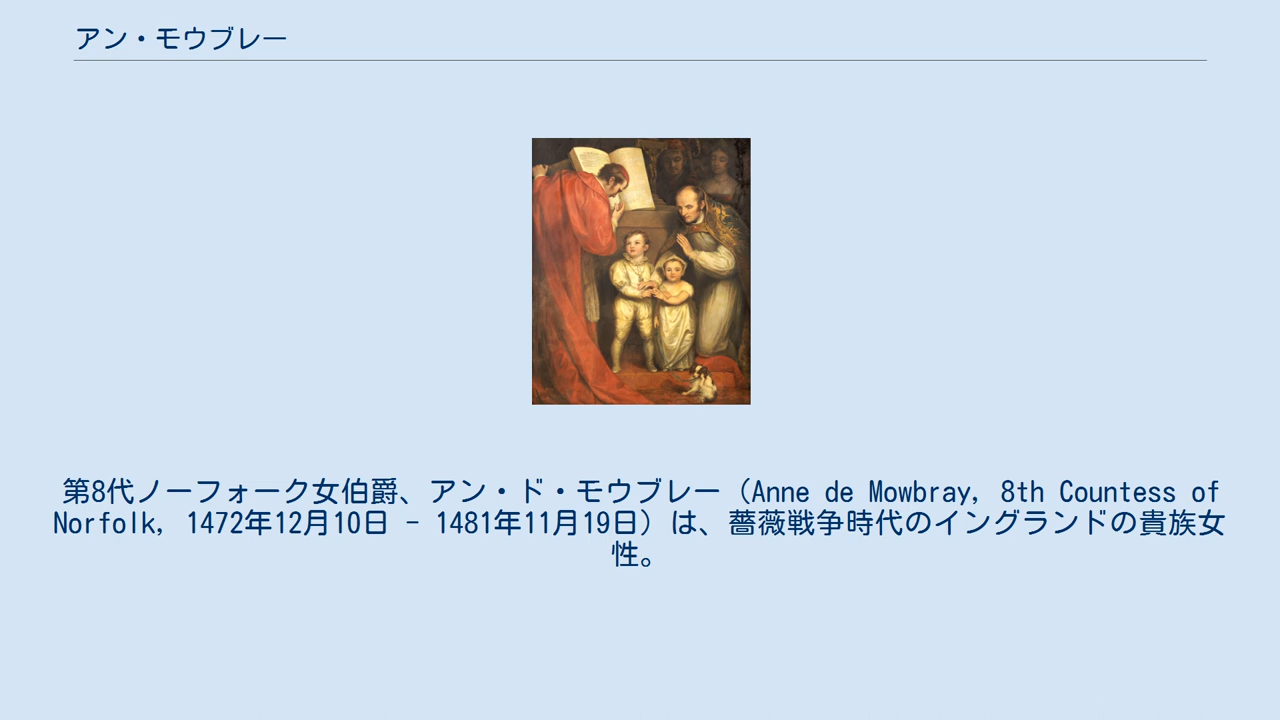 アン・モウブレー
第8代ノーフォーク女伯爵、アン・ド・モウブレー（Anne de Mowbray, 8th Countess of
Norfolk, 1472年12月10日 - 1481年11月19日）は、薔薇戦争時代のイングランドの貴族女
性。